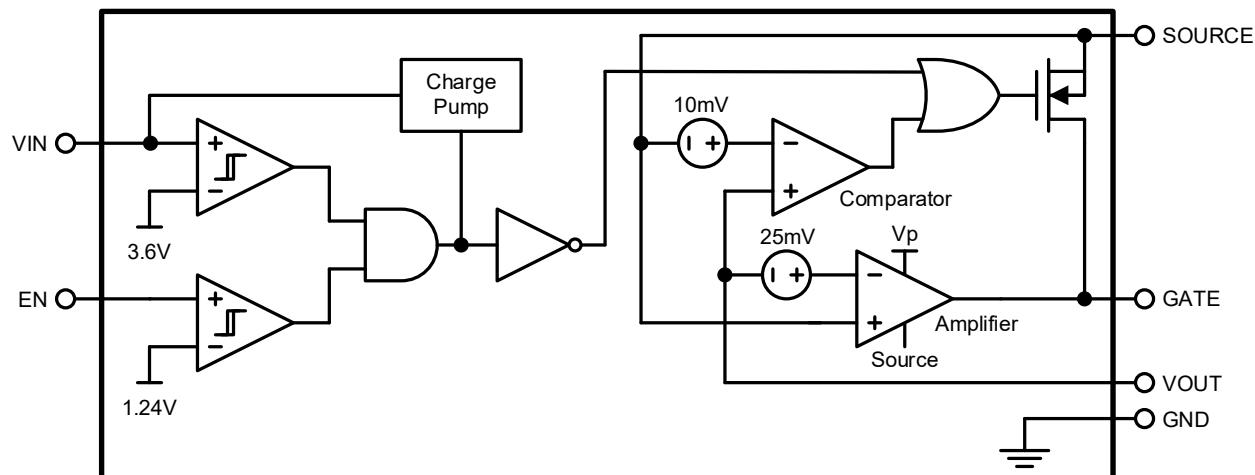 SOURCE
Charge
Pump
10mV
VIN
+
−
+
−
+
Comparator
3.6V
25mV
Vp
−
+
EN
+
−
+
Amplifier
GATE
Source
1.24V
VOUT
GND